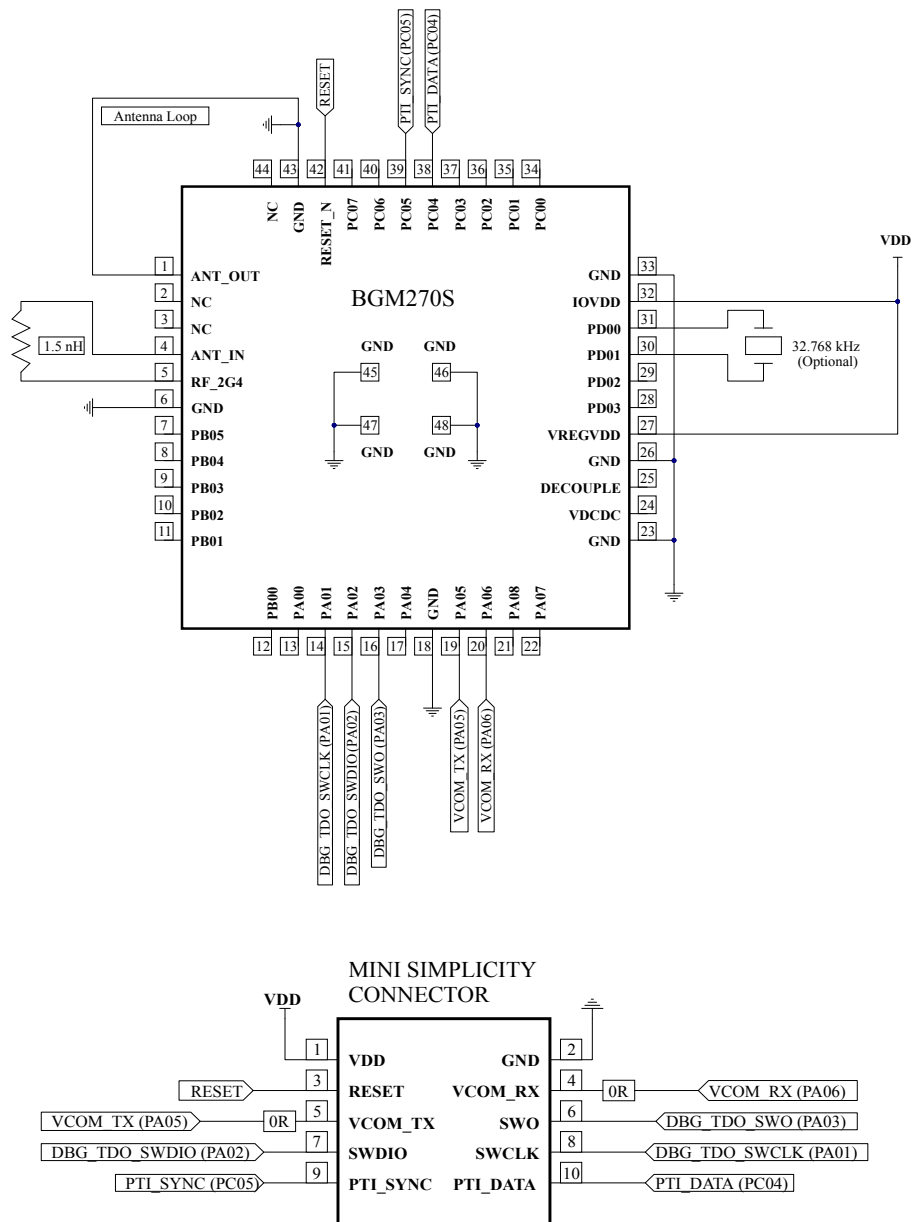 PTI_SYNC (PC05)
PTI_DATA (PC04)
RESET
Antenna Loop
44
43
42
41
40
39
38
37
36
35
34
NC
GND
RESET_N
PC07
PC06
PC05
PC04
PC03
PC02
PC01
PC00
VDD
BGM270S
1 ANT_OUT
2 NC
3 NC
4 ANT_IN
5 RF_2G4
6 GND
7 PB05
8 PB04
9 PB03
10 PB02
11 PB01
1.5 nH
GND
GND
45
46
47
48
GND
GND
GND 33
IOVDD 32
PD00 31
PD01 30
PD02 29
PD03 28
VREGVDD 27
GND 26
DECOUPLE 25
VDCDC 24
GND 23
32.768 kHz
(Optional)
PB00
PA00
PA01
PA02
PA03
PA04
GND
PA05
PA06
PA08
PA07
12
13
14
15
16
17
18
19
20
21
22
DBG_TDO_SWCLK (PA01)
DBG_TDO_SWDIO (PA02)
DBG_TDO_SWO (PA03)
VCOM_TX (PA05)
VCOM_RX (PA06)
MINI SIMPLICITY
CONNECTOR
VDD
1 VDD GND 2
RESET 3 RESET VCOM_RX 4 0R VCOM_RX (PA06)
VCOM_TX (PA05) 0R 5 VCOM_TX SWO 6 DBG_TDO_SWO (PA03)
DBG_TDO_SWDIO (PA02) 7 SWDIO SWCLK 8 DBG_TDO_SWCLK (PA01)
PTI_SYNC (PC05) 9 PTI_SYNC PTI_DATA 10 PTI_DATA (PC04)